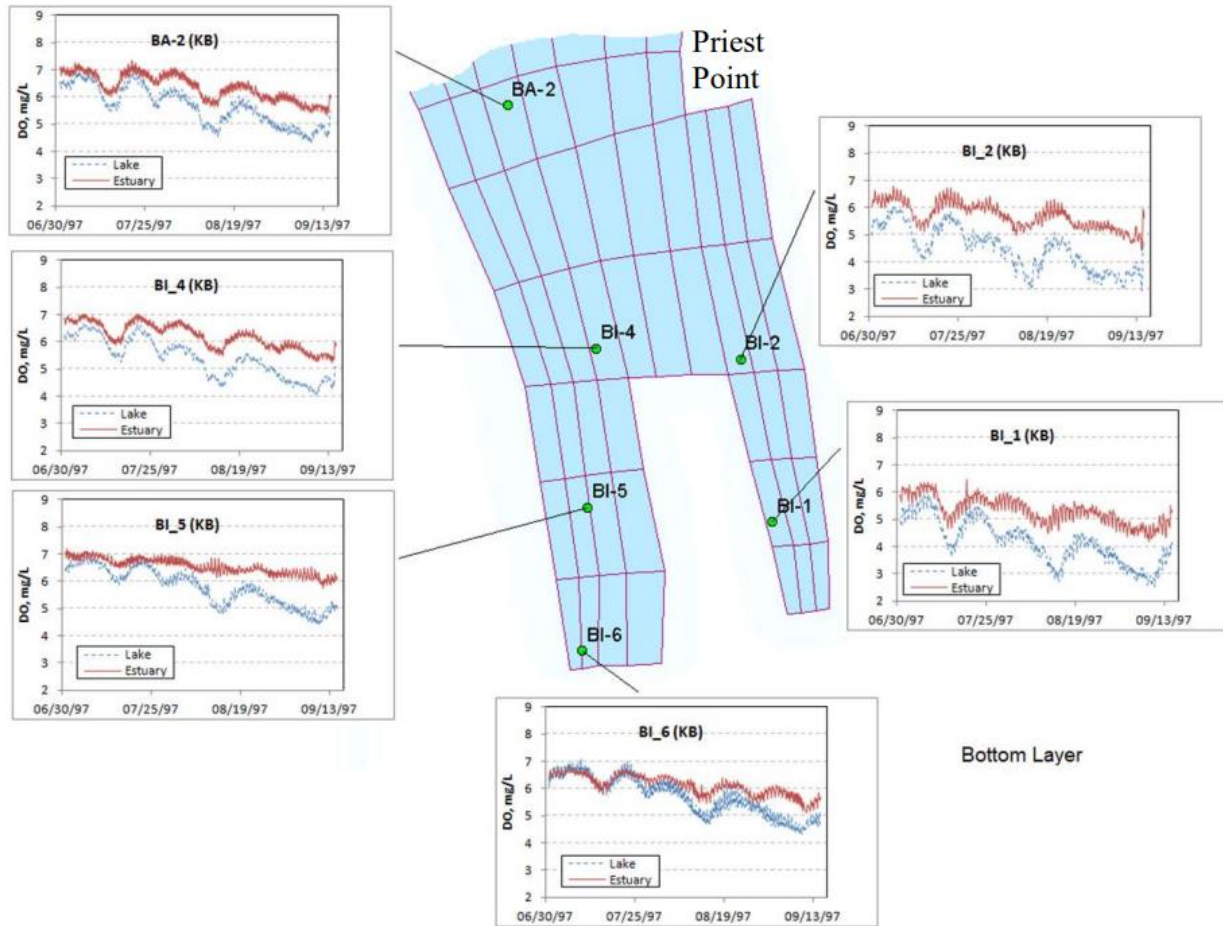 Priest
Point
BA-2
BI-4
BI-2
BI-5
BI-1
BI-6
Bottom Layer
BA-2 (KB)
DO, mg/L
9
8
7
6
5
4
3
2
Lake
Estuary
06/30/97 07/25/97 08/19/97 09/13/97
BI_4 (KB)
DO, mg/L
9
8
7
6
5
4
3
2
Lake
Estuary
06/30/97 07/25/97 08/19/97 09/13/97
BI_5 (KB)
DO, mg/L
9
8
7
6
5
4
3
2
Lake
Estuary
06/30/97 07/25/97 08/19/97 09/13/97
BI_2 (KB)
DO, mg/L
9
8
7
6
5
4
3
2
Lake
Estuary
06/30/97 07/25/97 08/19/97 09/13/97
BI_1 (KB)
DO, mg/L
9
8
7
6
5
4
3
2
Lake
Estuary
06/30/97 07/25/97 08/19/97 09/13/97
BI_6 (KB)
DO, mg/L
9
8
7
6
5
4
3
2
Lake
Estuary
06/30/97 07/25/97 08/19/97 09/13/97